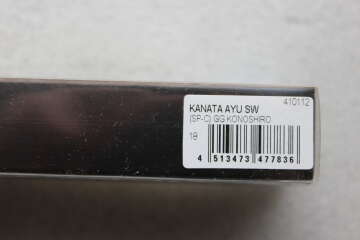 410112
KANATA AYU SW
(SP-C) GG KONOSHIRO
18
4 513473 477836